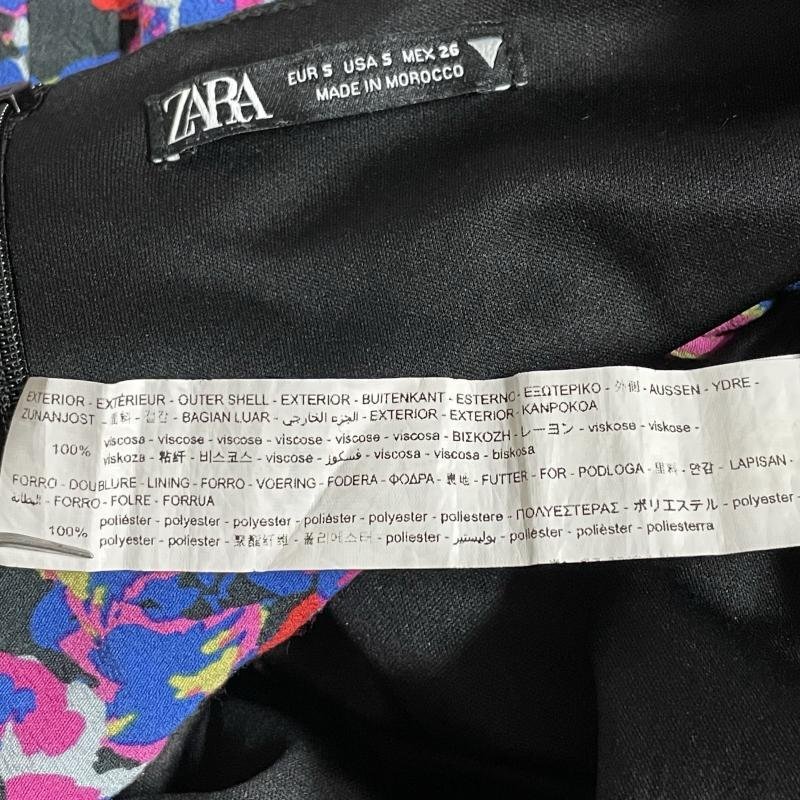 ZARA
EUR S USA S MEX 26
MADE IN MOROCCO
EXTERIOR - EXTÉRIEUR - OUTER SHELL - EXTERIOR - BUITENKANT - ESTERNO - ΕΞΩΤΕΡΙΚΟ - 外側 - AUSSEN - YDRE -
ZUNANJOST - 面料 - 겉감 - BAGIAN LUAR - الجزء الخارجي - EXTERIOR - EXTERIOR - KANPOKOA
100% viscosa - viscose - viscose - viscose - viscose - viscosa - ΒΙΣΚΟΖΗ - レーヨン - viskose - viskose -
viskoza - 粘纤 - 비스코스 - viscose - فسكوز - viscosa - viscosa - biskosa
FORRO - DOUBLURE - LINING - FORRO - VOERING - FODERA - ΦΟΔΡΑ - 裏地 - FUTTER - FOR - PODLOGA - 里料 - 안감 - LAPISAN -
البطانه - FORRO - FOLRE - FORRUA
100% poliéster - polyester - polyester - poliéster - polyester - poliestere - ΠΟΛΥΕΣΤΕΡΑΣ - ポリエステル - polyester -
polyester - poliester - 聚酯纤维 - 폴리에스터 - poliester - بوليستير - poliéster - polièster - poliesterra